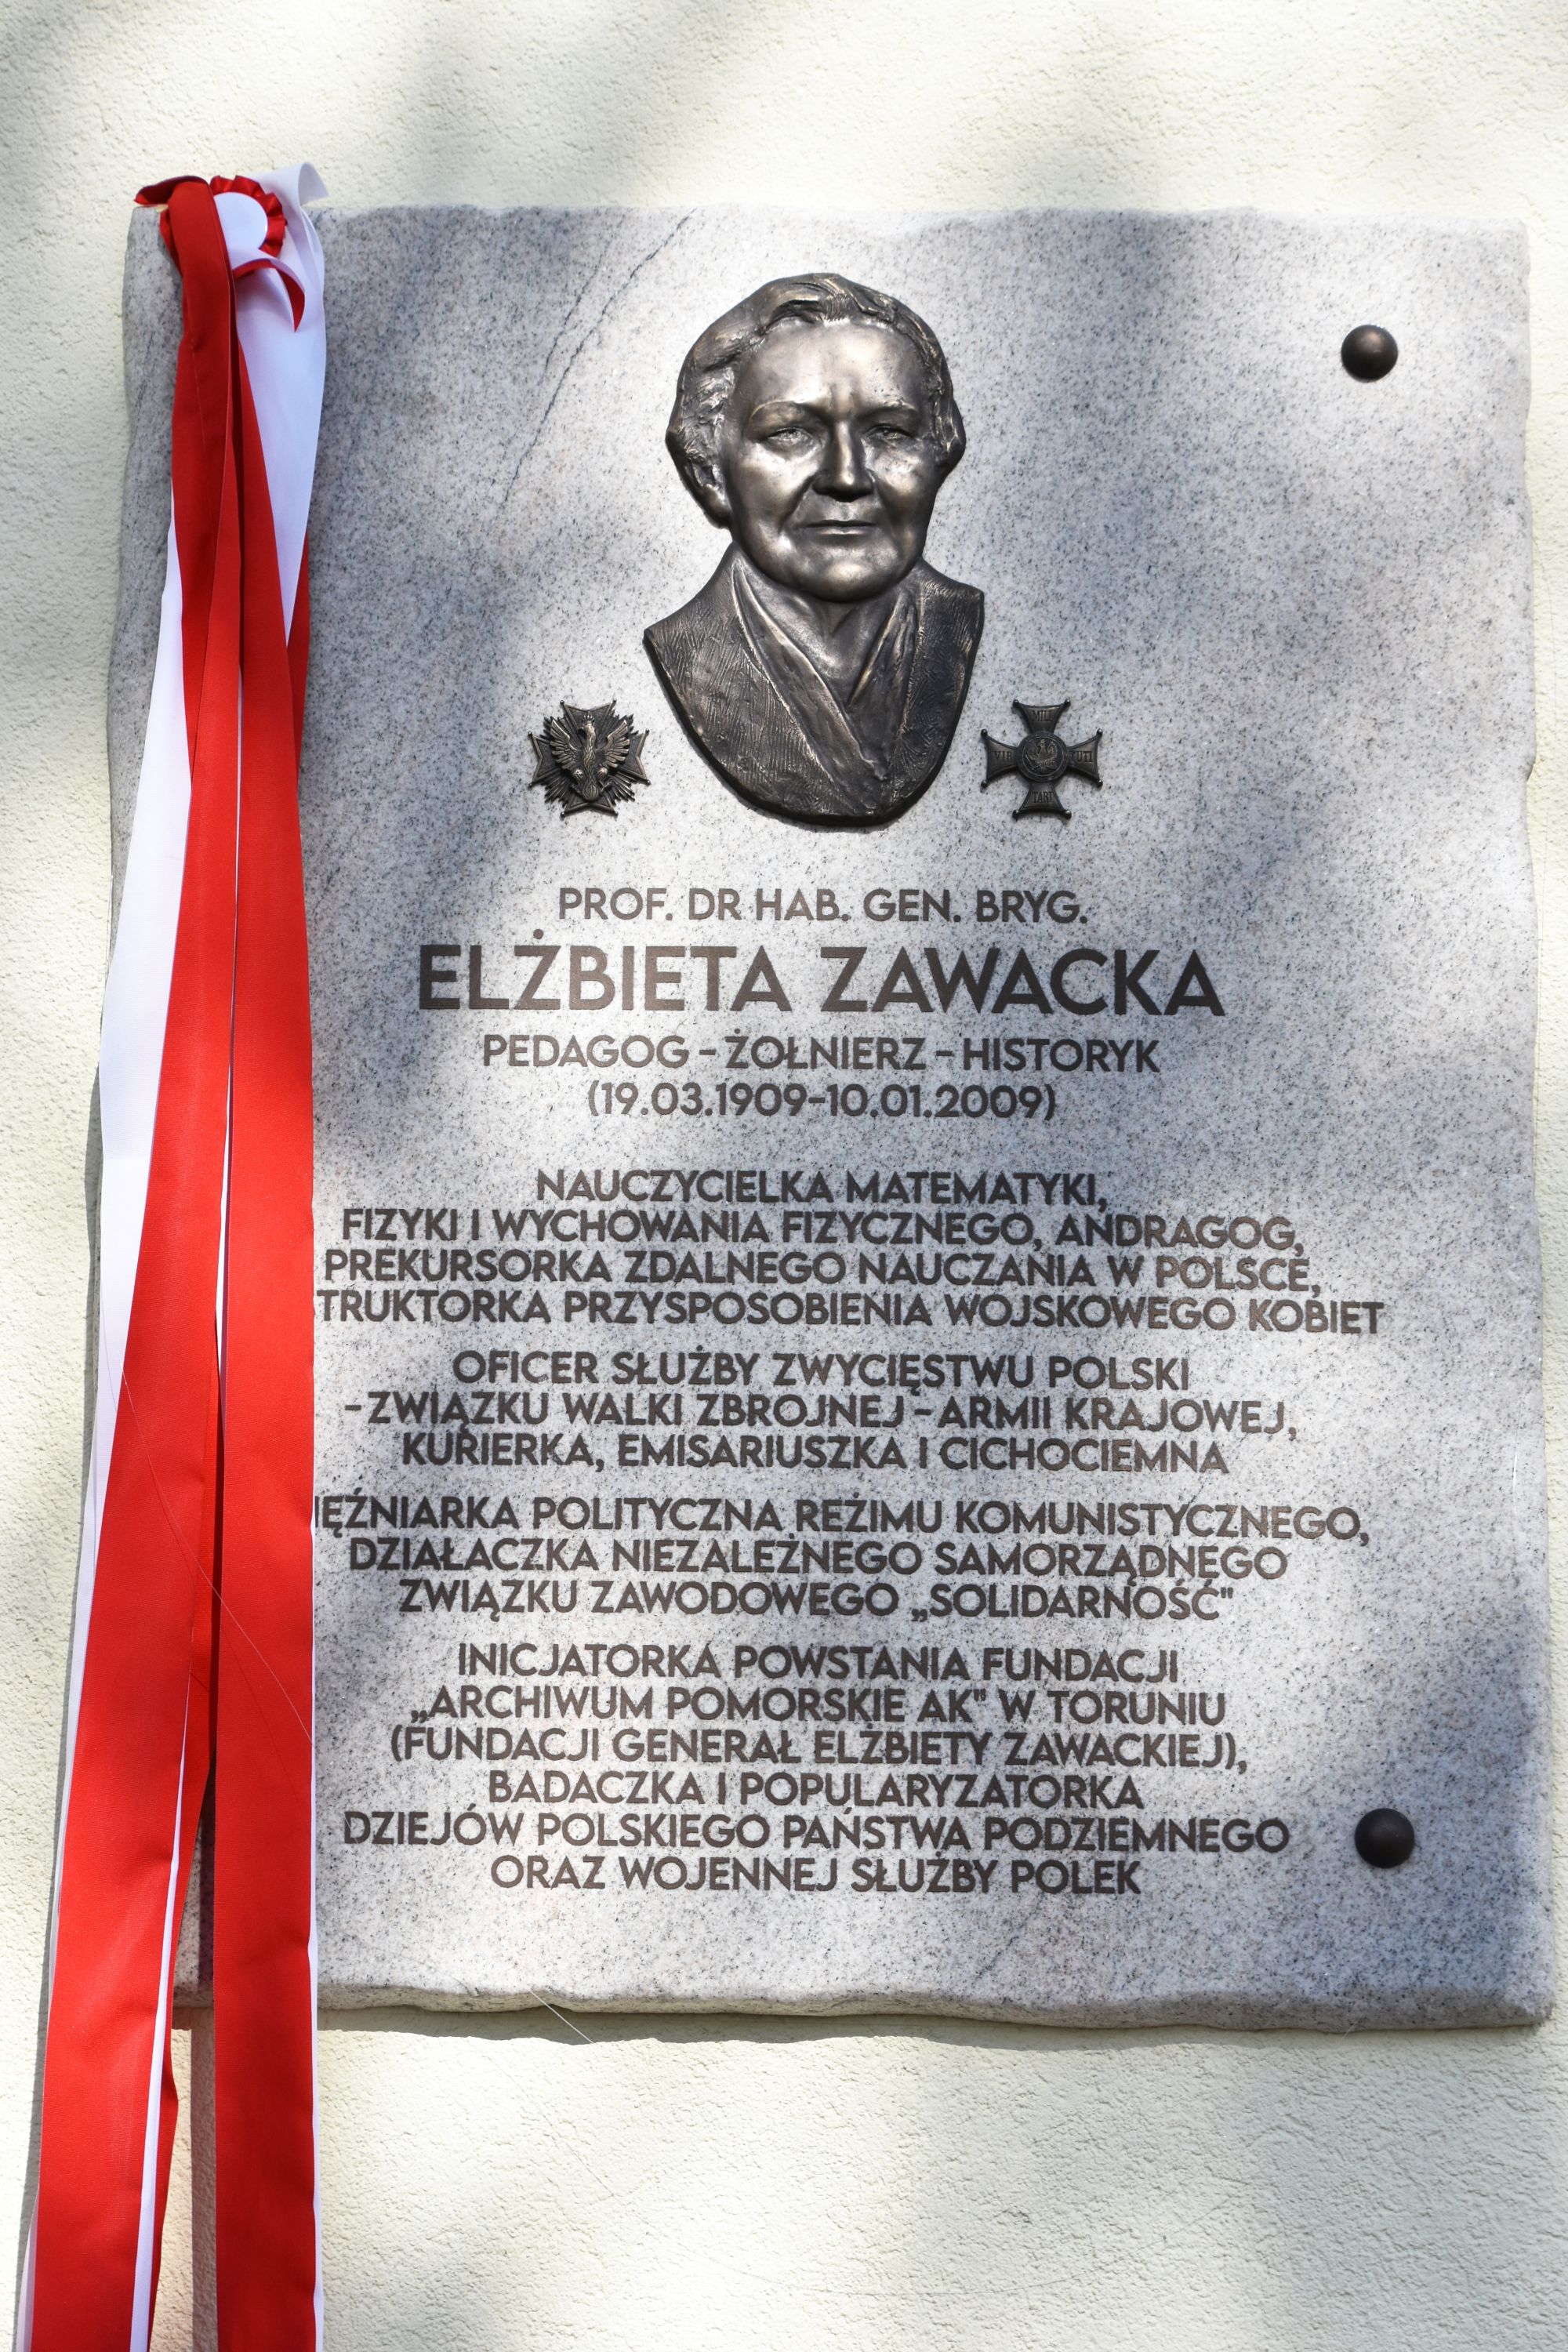 PROF. DR HAB. GEN. BRYG.
ELŻBIETA ZAWACKA
PEDAGOG – ŻOŁNIERZ – HISTORYK
(19.03.1909–10.01.2009)
NAUCZYCIELKA MATEMATYKI,
FIZYKI I WYCHOWANIA FIZYCZNEGO, ANDRAGOG,
PREKURSORKA ZDALNEGO NAUCZANIA W POLSCE,
TRUKTORKA PRZYSPOSOBIENIA WOJSKOWEGO KOBIET
OFICER SŁUŻBY ZWYCIĘSTWU POLSKI
– ZWIĄZKU WALKI ZBROJNEJ – ARMII KRAJOWEJ,
KURIERKA, EMISARIUSZKA I CICHOCIEMNA
IĘŹNIARKA POLITYCZNA REŻIMU KOMUNISTYCZNEGO,
DZIAŁACZKA NIEZALEŻNEGO SAMORZĄDNEGO
ZWIĄZKU ZAWODOWEGO „SOLIDARNOŚĆ"
INICJATORKA POWSTANIA FUNDACJI
„ARCHIWUM POMORSKIE AK" W TORUNIU
(FUNDACJI GENERAŁ ELŻBIETY ZAWACKIEJ),
BADACZKA I POPULARYZATORKA
DZIEJÓW POLSKIEGO PAŃSTWA PODZIEMNEGO
ORAZ WOJENNEJ SŁUŻBY POLEK